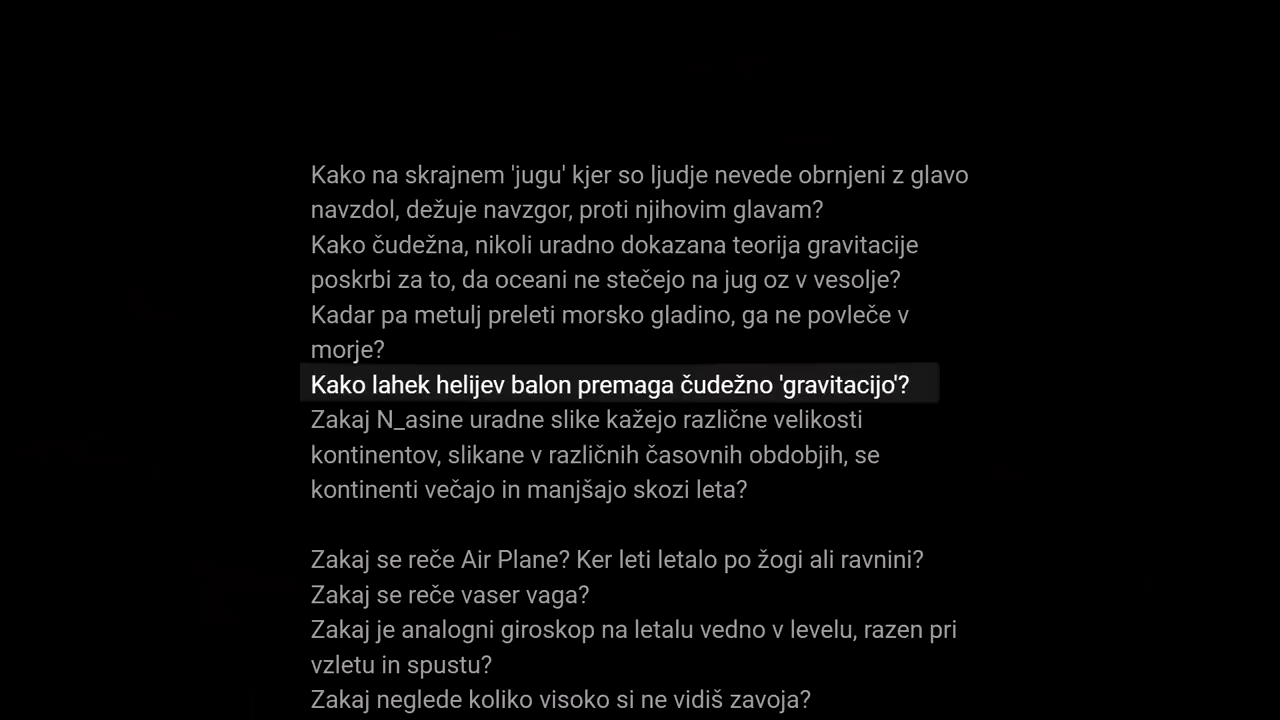 Kako na skrajnem 'jugu' kjer so ljudje nevede obrnjeni z glavo
navzdol, dežuje navzgor, proti njihovim glavam?
Kako čudežna, nikoli uradno dokazana teorija gravitacije
poskrbi za to, da oceani ne stečejo na jug oz v vesolje?
Kadar pa metulj preleti morsko gladino, ga ne povleče v
morje?
Kako lahek helijev balon premaga čudežno 'gravitacijo'?
Zakaj N_asine uradne slike kažejo različne velikosti
kontinentov, slikane v različnih časovnih obdobjih, se
kontinenti večajo in manjšajo skozi leta?
Zakaj se reče Air Plane? Ker leti letalo po žogi ali ravnini?
Zakaj se reče vaser vaga?
Zakaj je analogni giroskop na letalu vedno v levelu, razen pri
vzletu in spustu?
Zakaj neglede koliko visoko si ne vidiš zavoja?